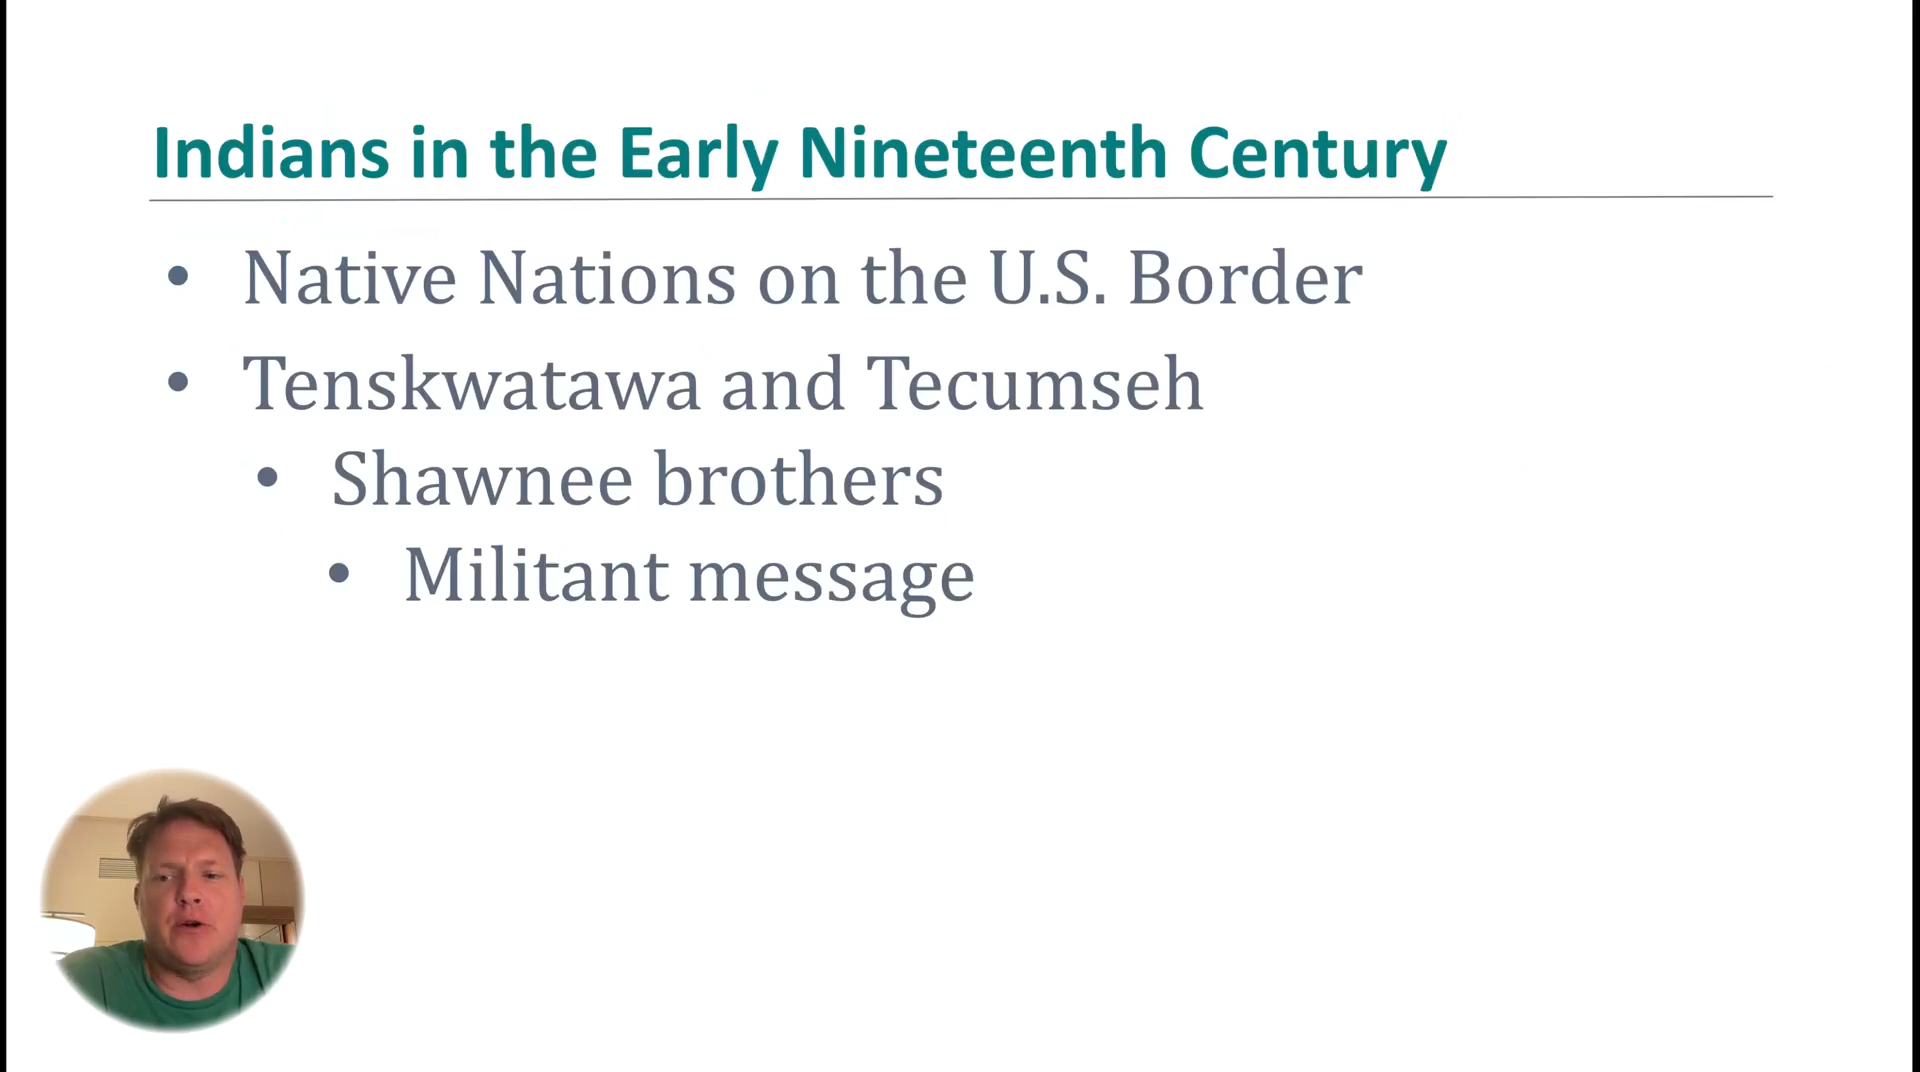 Indians in the Early Nineteenth Century
• Native Nations on the U.S. Border
• Tenskwatawa and Tecumseh
• Shawnee brothers
• Militant message